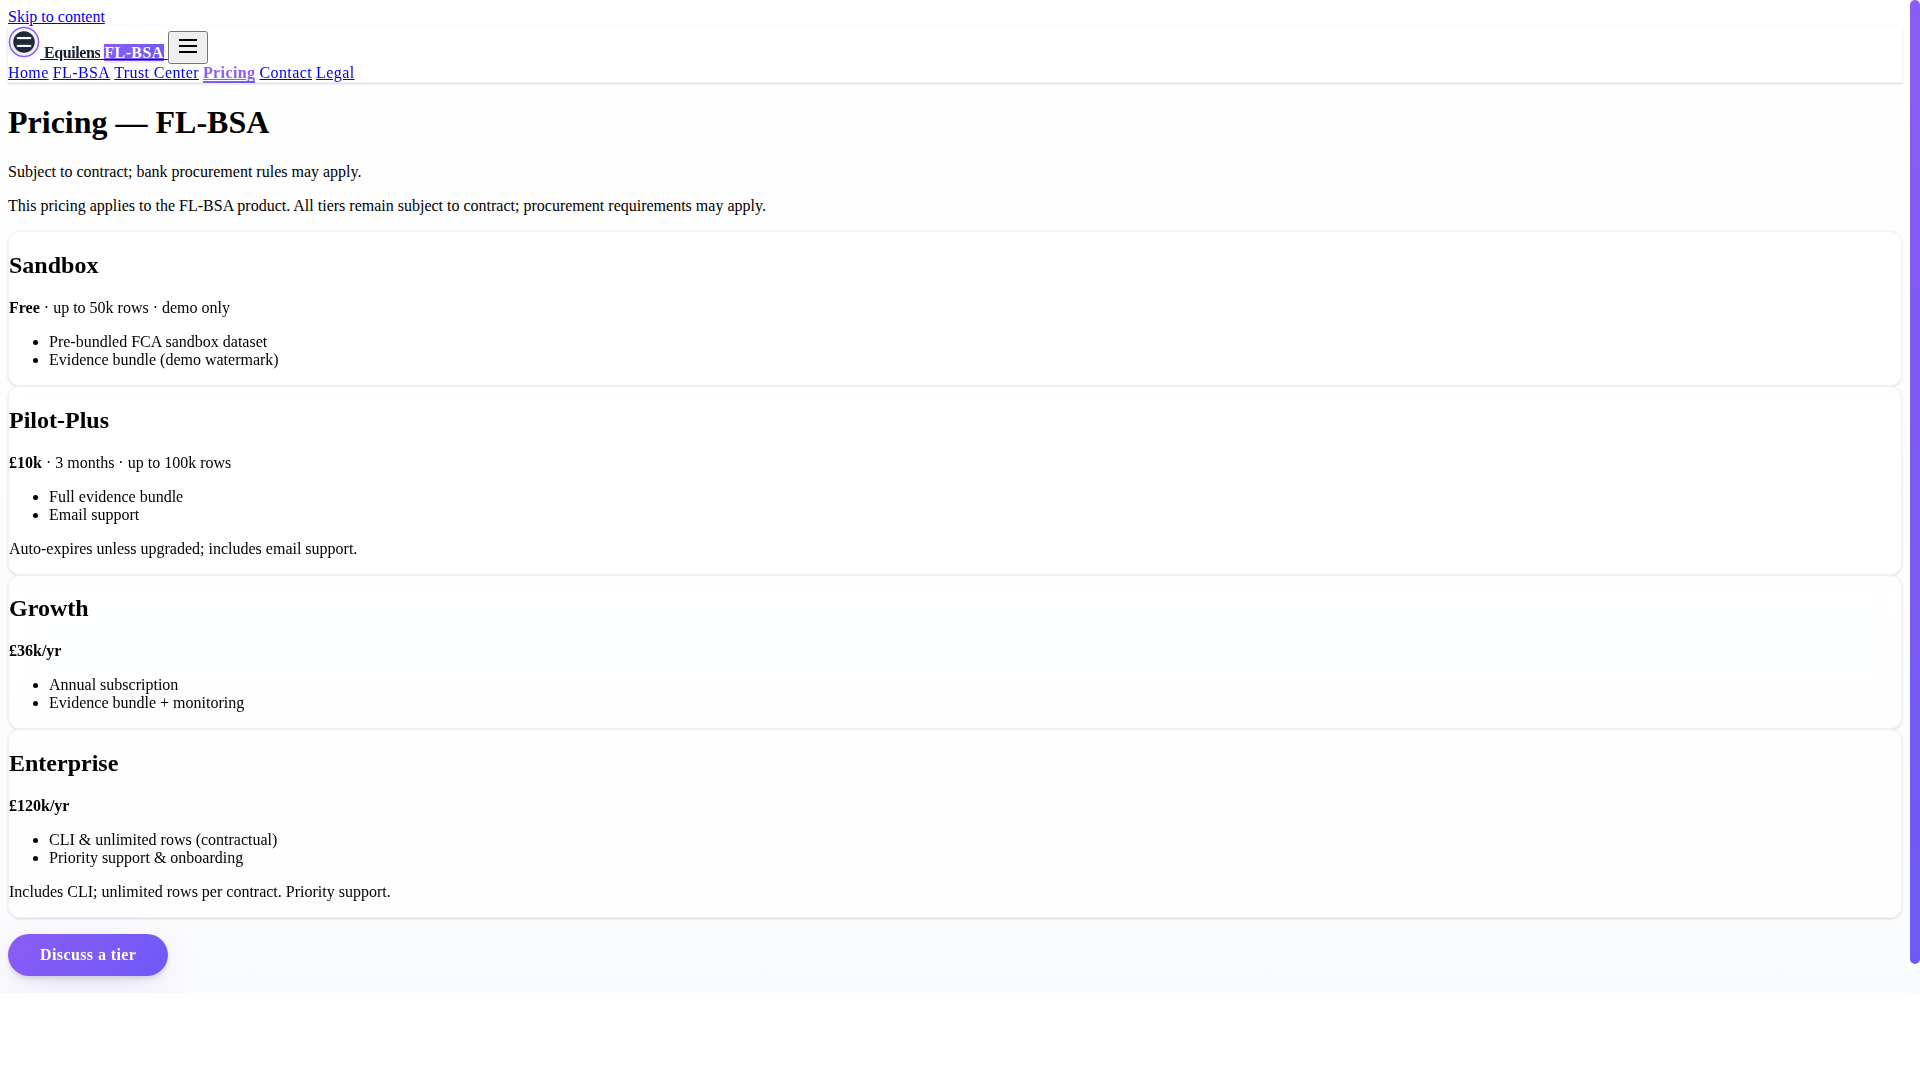 Skip to content
Equilens FL-BSA
Home FL-BSA Trust Center Pricing Contact Legal
Pricing — FL-BSA
Subject to contract; bank procurement rules may apply.
This pricing applies to the FL-BSA product. All tiers remain subject to contract; procurement requirements may apply.
Sandbox
Free · up to 50k rows · demo only
Pre-bundled FCA sandbox dataset
Evidence bundle (demo watermark)
Pilot-Plus
£10k · 3 months · up to 100k rows
Full evidence bundle
Email support
Auto-expires unless upgraded; includes email support.
Growth
£36k/yr
Annual subscription
Evidence bundle + monitoring
Enterprise
£120k/yr
CLI & unlimited rows (contractual)
Priority support & onboarding
Includes CLI; unlimited rows per contract. Priority support.
Discuss a tier